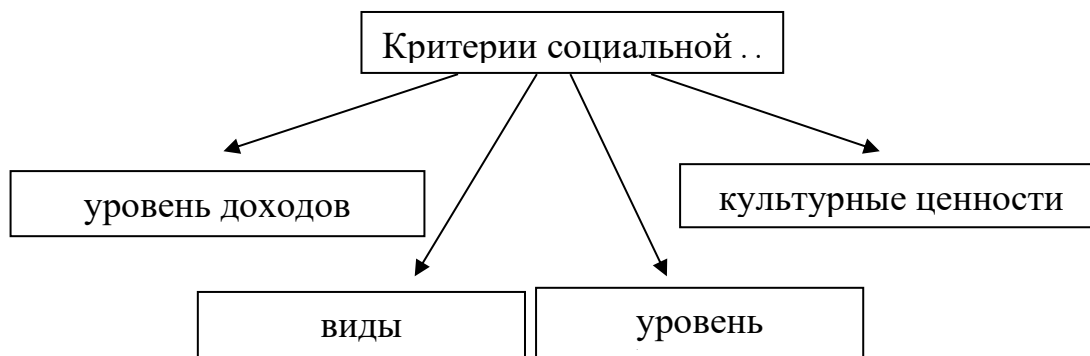 Критерии социальной . .
уровень доходов
культурные ценности
виды
уровень